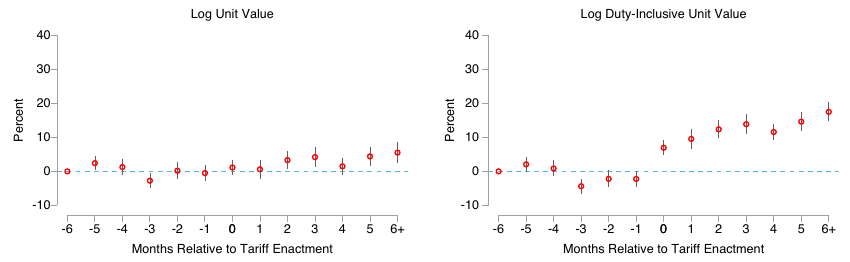 Log Unit Value
40
30
20
10
0
-10
Percent
-6 -5 -4 -3 -2 -1 0 1 2 3 4 5 6+
Months Relative to Tariff Enactment
Log Duty-Inclusive Unit Value
40
30
20
10
0
-10
Percent
-6 -5 -4 -3 -2 -1 0 1 2 3 4 5 6+
Months Relative to Tariff Enactment